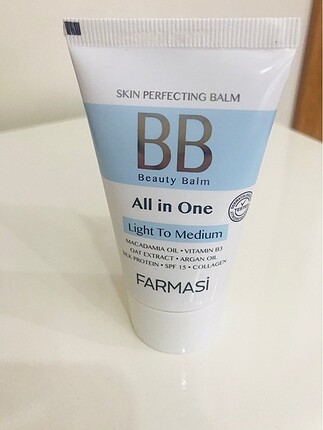 SKIN PERFECTING BALM
BB
Beauty Balm
All in One
Light To Medium
MACADAMIA OIL • VITAMIN B3
OAT EXTRACT • ARGAN OIL
SILK PROTEIN • SPF 15 • COLLAGEN
FARMASi